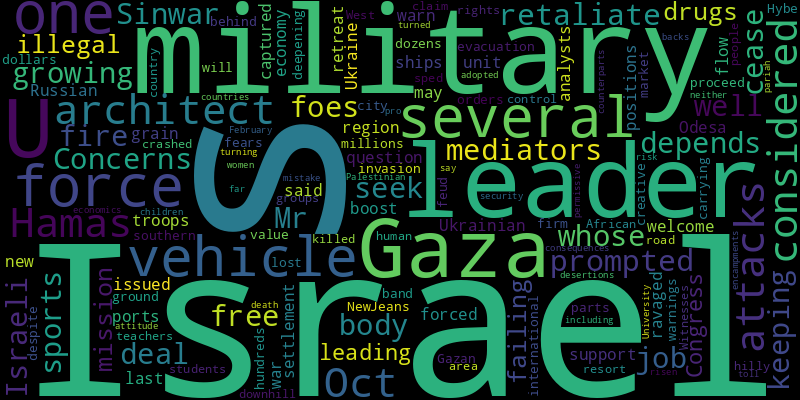 one
Sinwar
behind
military
captured
economy
deepening
retreat
West
Ukraine
claim
turned
warn
dozens
retaliate
rights
evacuation
drugs
backs
Hybe
cease
people
pariah
illegal
dollars
country
will
ships
unit
analysts
adopted
counterparts
positions
market
flow
growing
Russian
countries
may
sped
neither
proceed
considered
U
architect
foes
city
pro
several
orders
control
well
fire
grain
February
fears
region
millions
mediators
Odesa
Concerns
crashed
turning
S
question
invasion
depends
risk
force
women
mistake
Palestinian
seek
feud
say
leader
permissive
creative
carrying
far
groups
said
boost
security
African
Hamas
economics
troops
children
Mr
Ukrainian
firm
welcome
road
southern
value
killed
human
Gaza
whose
consequences
vehicle
lost
prompted
attacks
encampments
keeping
new
Israeli
despite
sports
mission
issued
ground
ports
attitude
teachers
deal
last
students
Israel
death
free
hundreds
war
settlement
downhill
Oct
NewJeans
band
body
forced
leading
Gazan
area
failing
international
desertions
parts
including
support
resort
University
job
ravaged
warnings
risen
Congress
hilly
toll